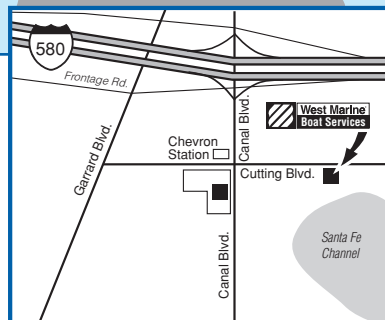 580
Frontage Rd.
Garrard Blvd.
Canal Blvd.
West Marine
Boat Services
Chevron
Station
Cutting Blvd.
Canal Blvd.
Santa Fe
Channel